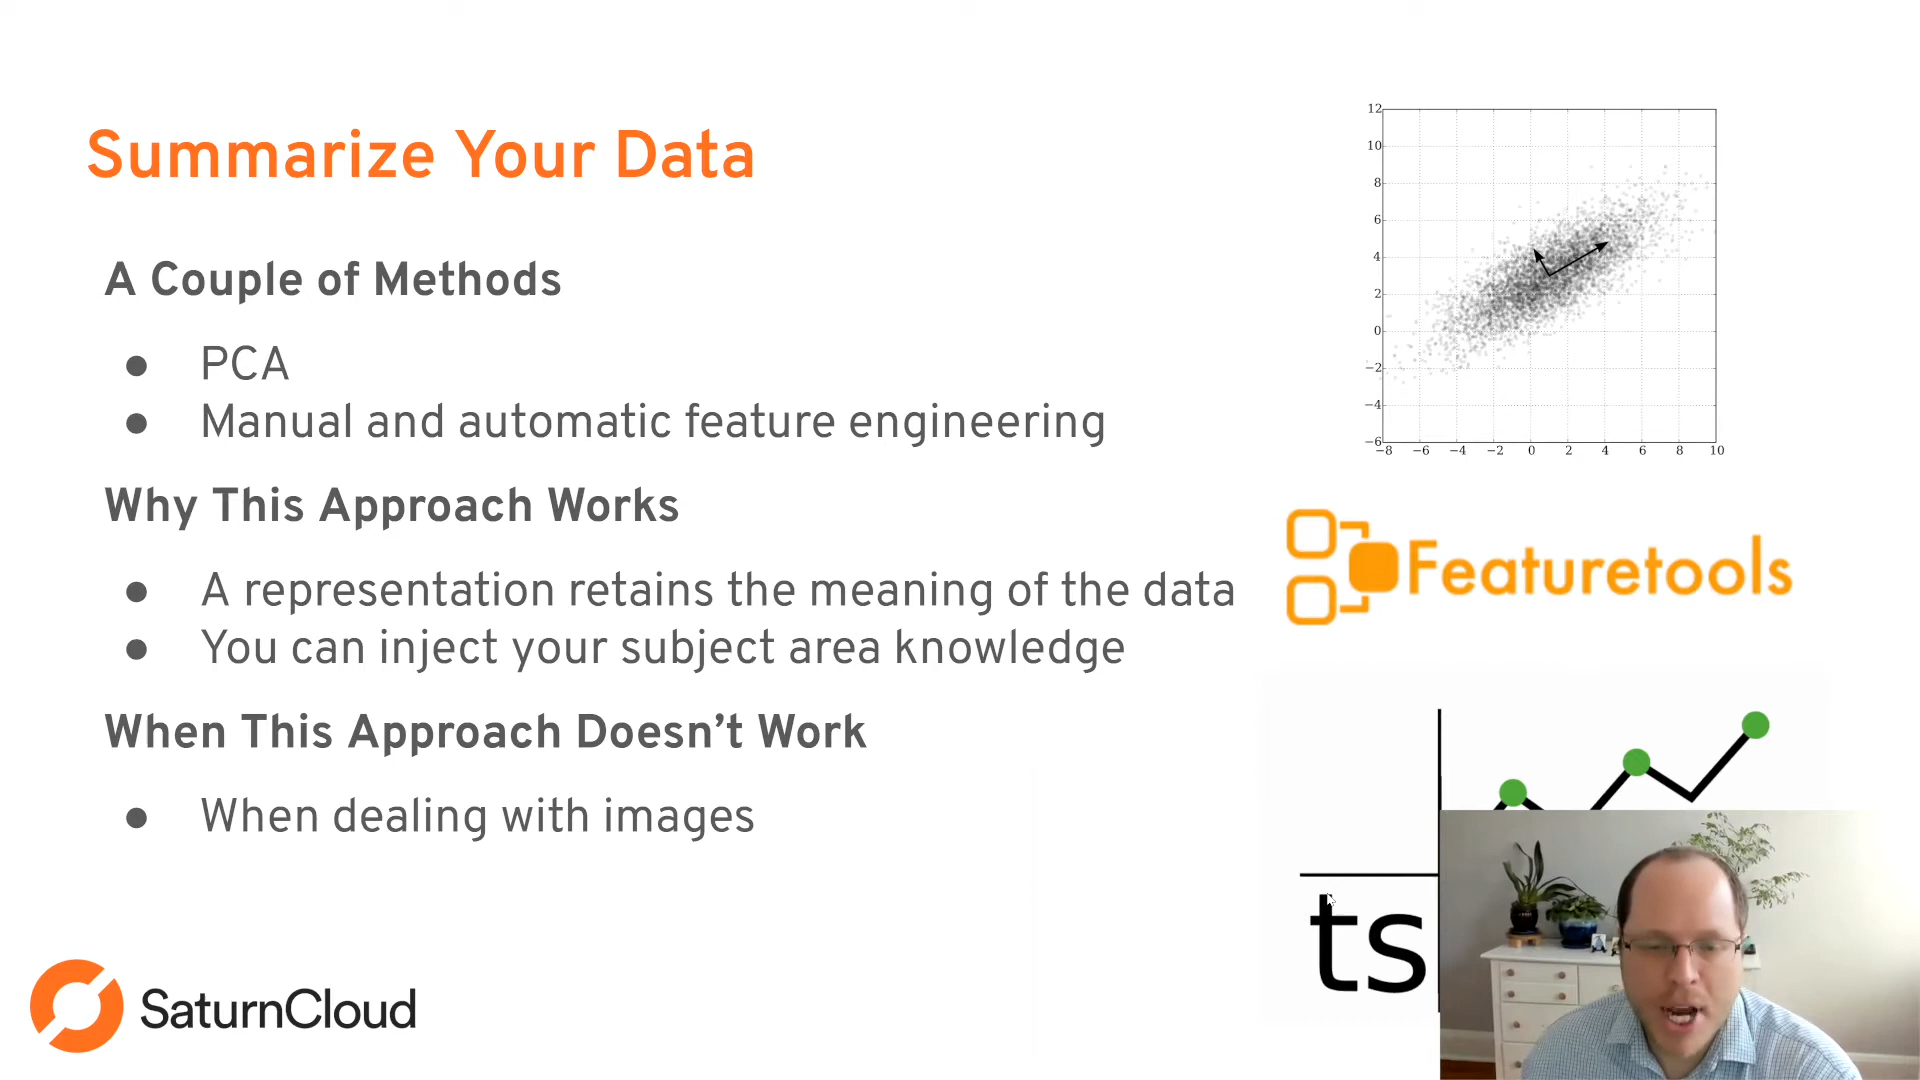 Summarize Your Data
A Couple of Methods
● PCA
● Manual and automatic feature engineering
Why This Approach Works
● A representation retains the meaning of the data
● You can inject your subject area knowledge
When This Approach Doesn’t Work
● When dealing with images
SaturnCloud
12
10
8
6
4
2
0
−2
−4
−6
−8 −6 −4 −2 0 2 4 6 8 10
Featuretools
ts